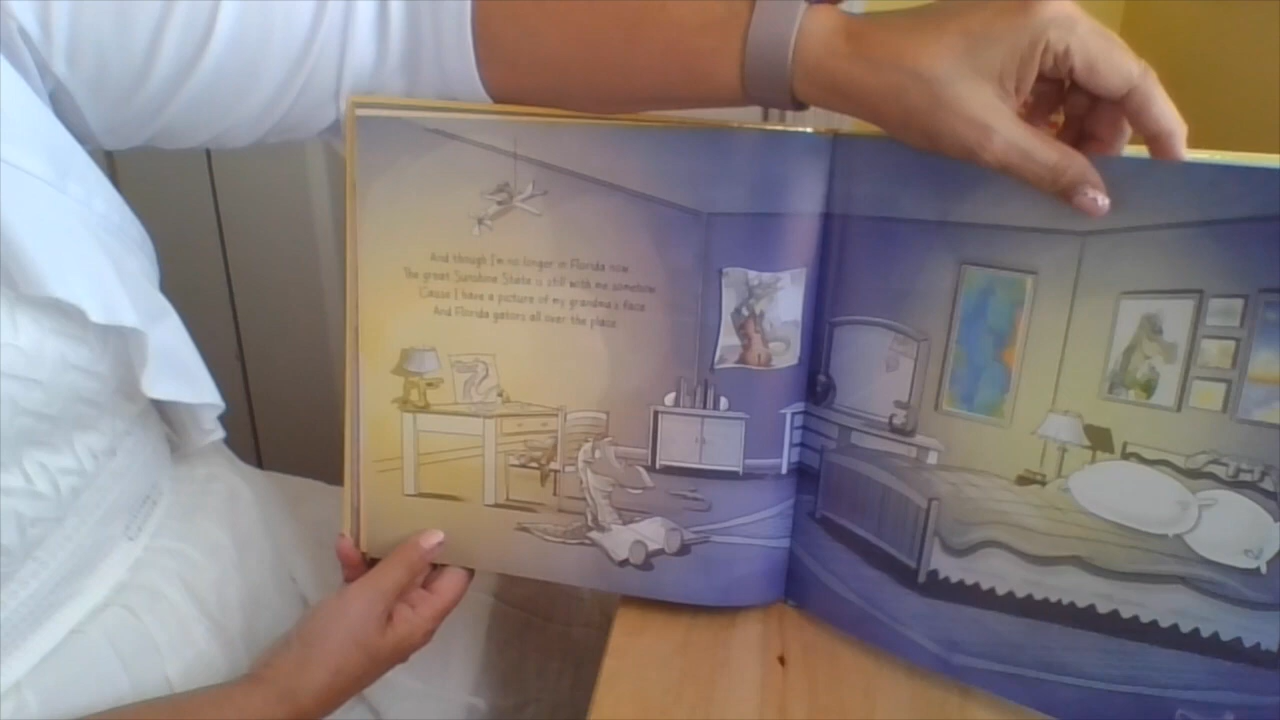 And though I'm no longer in Florida now
The great Sunshine State is still with me somehow
'Cause I have a picture of my grandma's face
And Florida gators all over the place